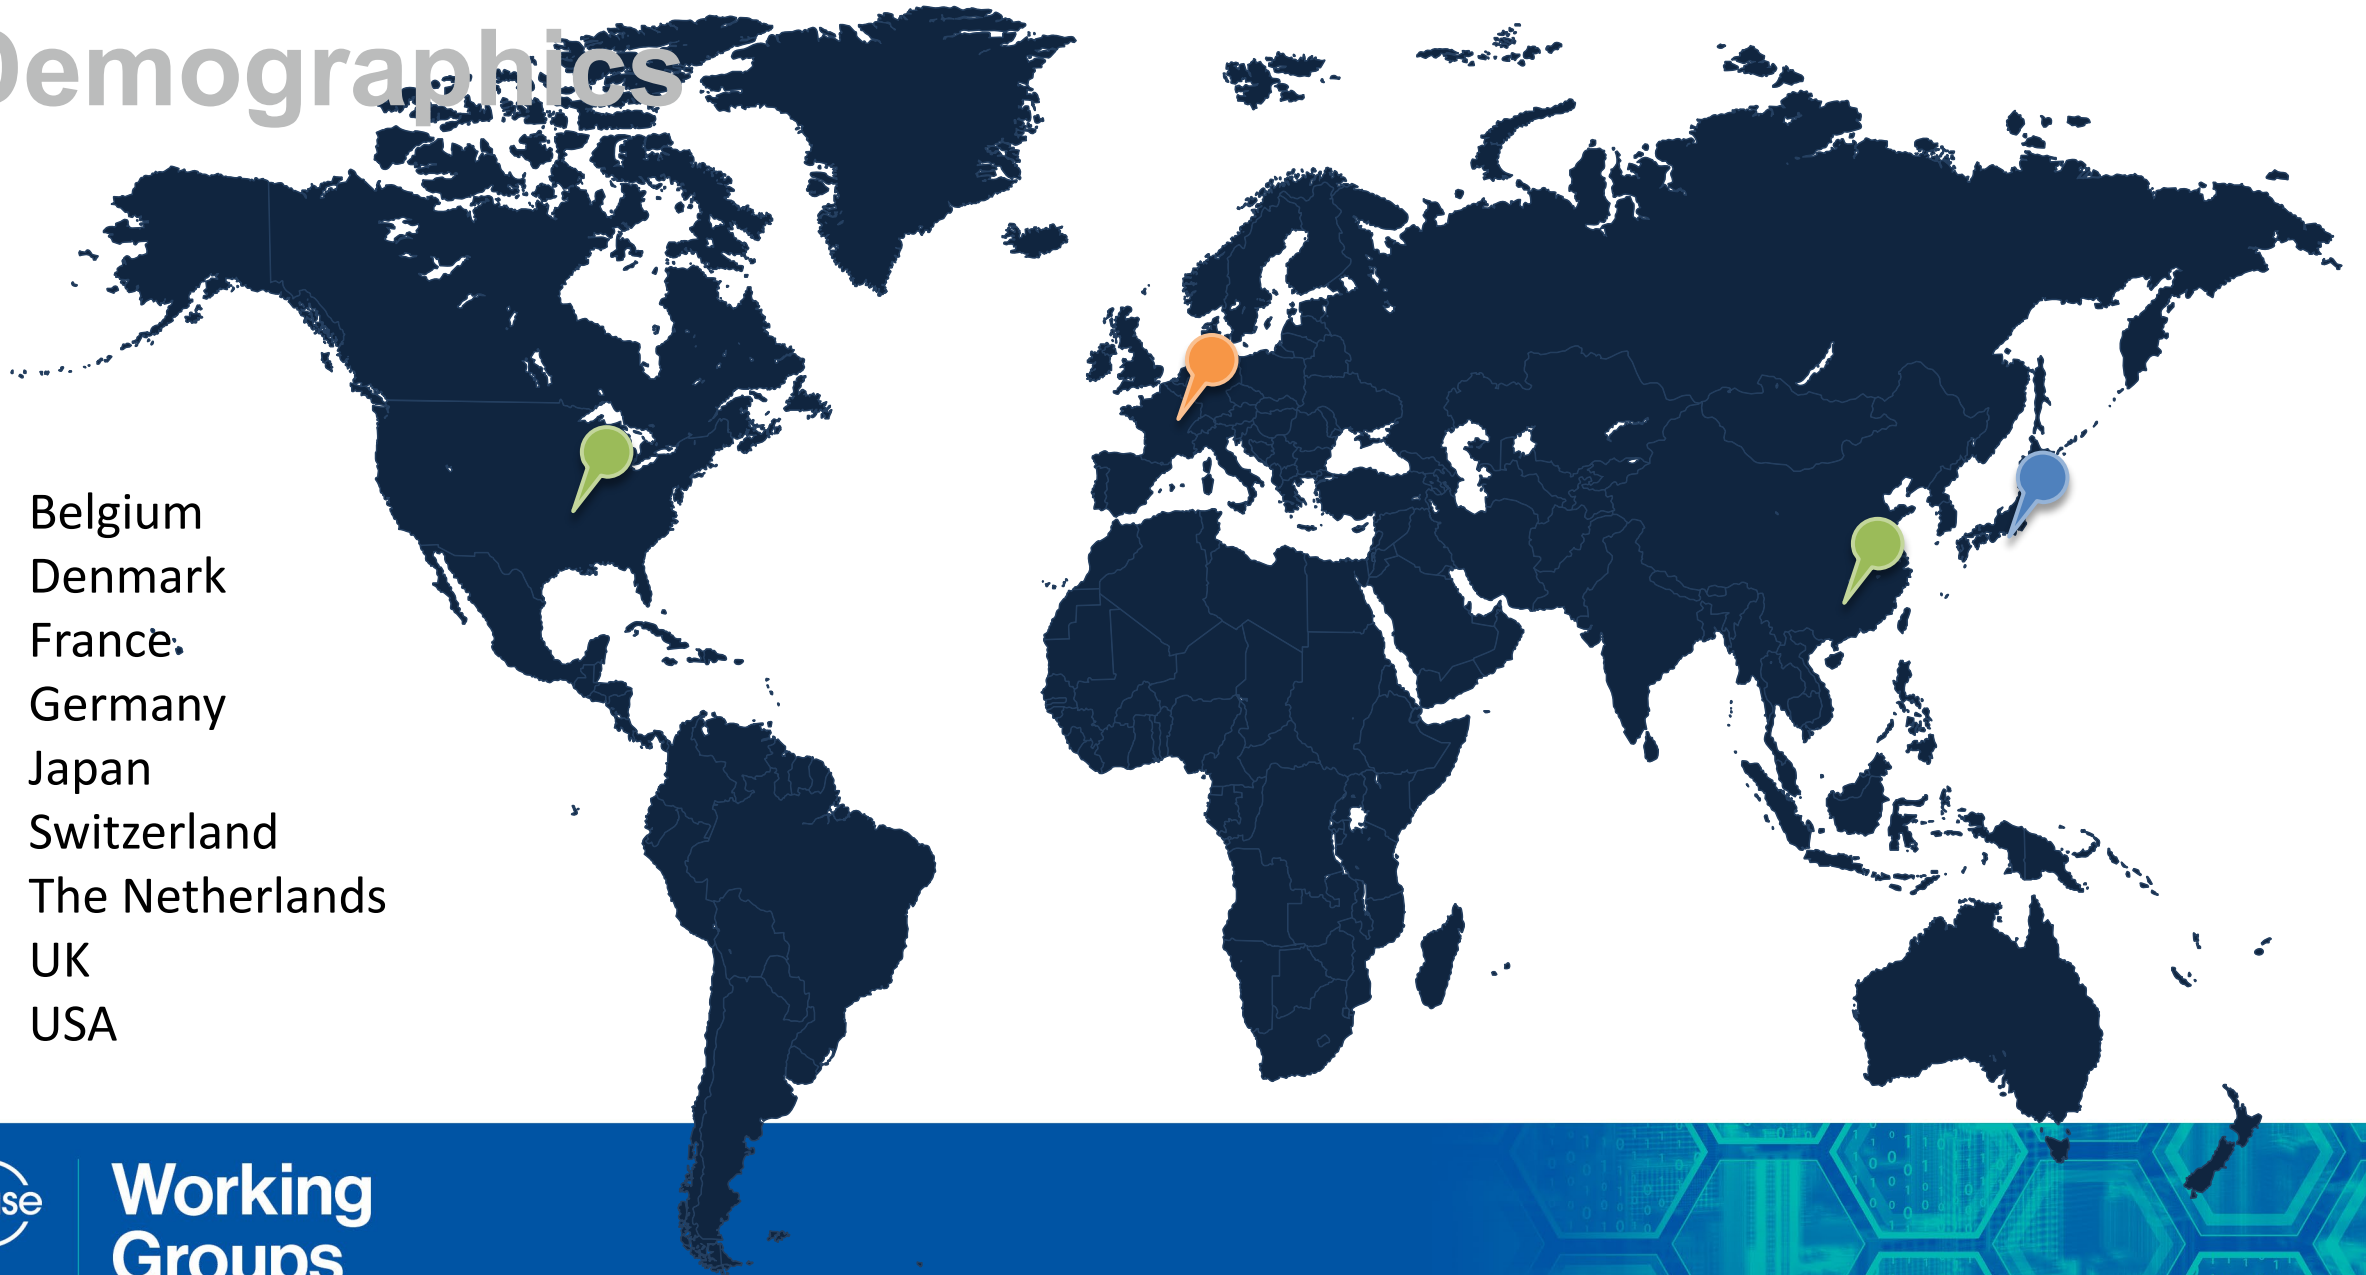 Demographics
Belgium
Denmark
France
Germany
Japan
Switzerland
The Netherlands
UK
USA
Working
Groups